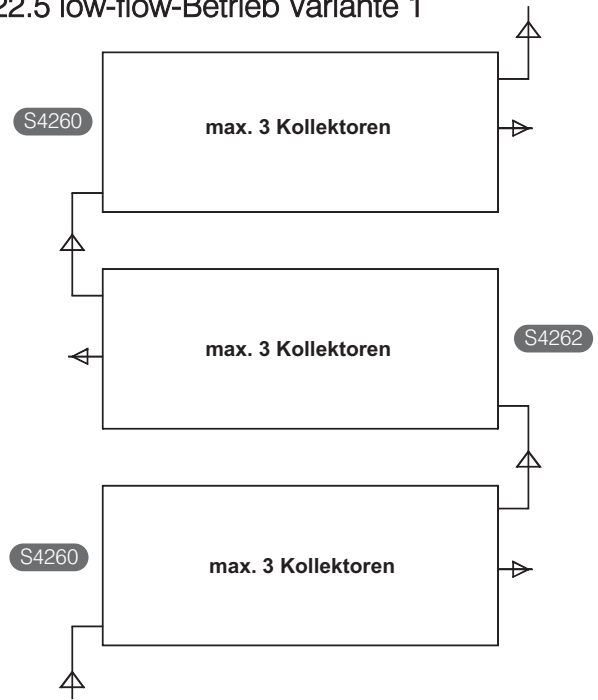 22.5 low-flow-Betrieb Variante 1
S4260
max. 3 Kollektoren
max. 3 Kollektoren
S4262
S4260
max. 3 Kollektoren